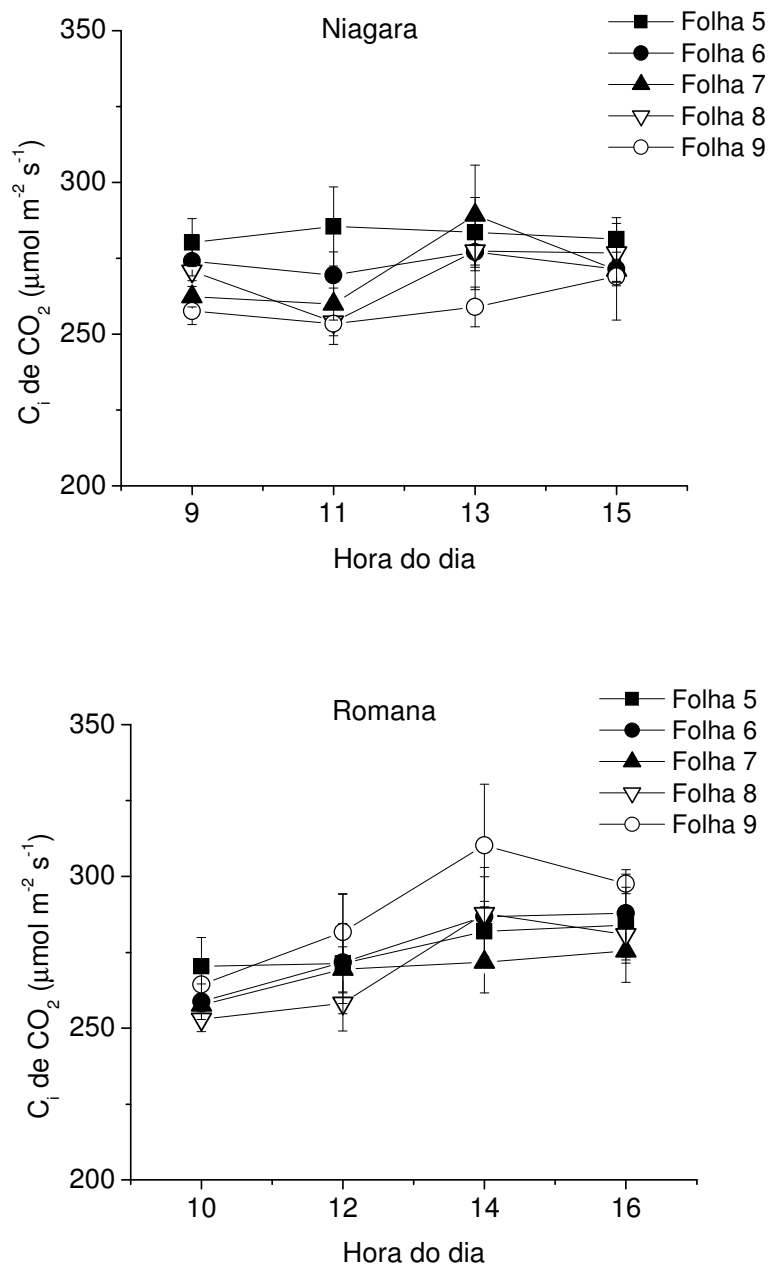 Niagara
Folha 5
Folha 6
Folha 7
Folha 8
Folha 9
350
300
250
200
C_i de CO_2 (μmol m^-2 s^-1)
9 11 13 15
Hora do dia
Romana
Folha 5
Folha 6
Folha 7
Folha 8
Folha 9
350
300
250
200
C_i de CO_2 (μmol m^-2 s^-1)
10 12 14 16
Hora do dia